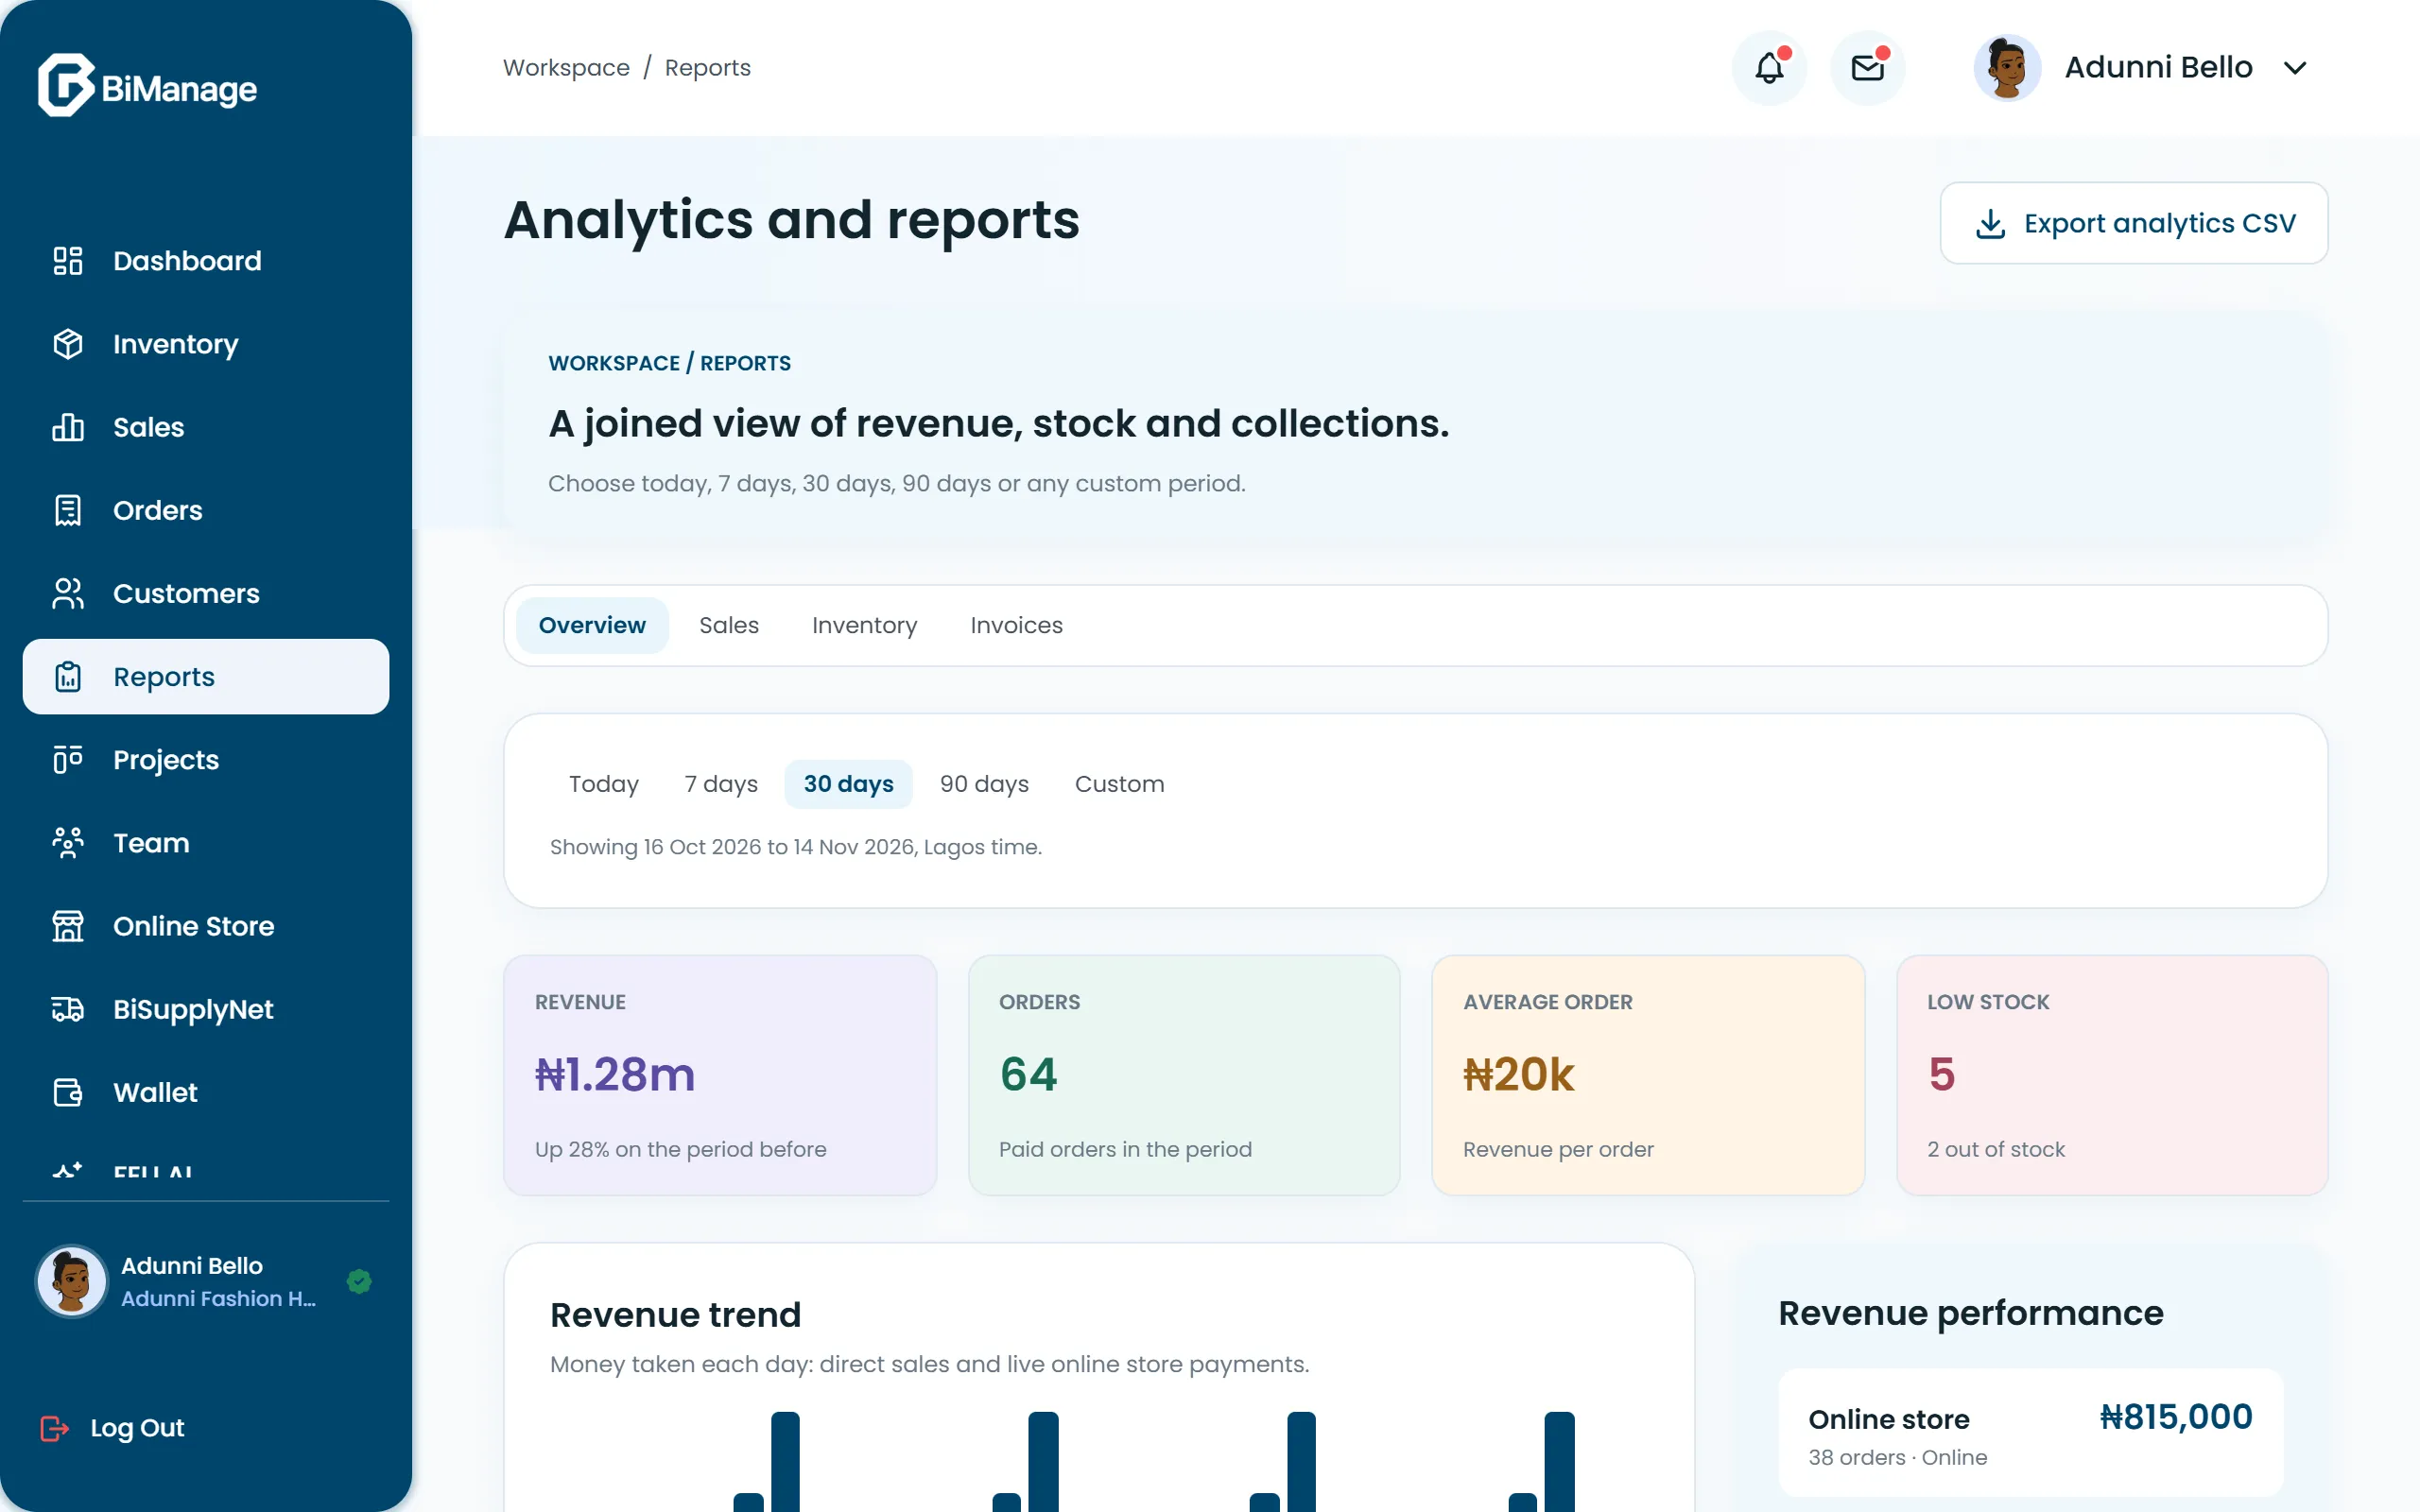 BiManage
Dashboard
Inventory
Sales
Orders
Customers
Reports
Projects
Team
Online Store
BiSupplyNet
Wallet
Adunni Bello
Adunni Fashion H...
Log Out
Workspace / Reports
Adunni Bello
Analytics and reports
Export analytics CSV
WORKSPACE / REPORTS
A joined view of revenue, stock and collections.
Choose today, 7 days, 30 days, 90 days or any custom period.
Overview Sales Inventory Invoices
Today 7 days 30 days 90 days Custom
Showing 16 Oct 2026 to 14 Nov 2026, Lagos time.
REVENUE
₦1.28m
Up 28% on the period before
ORDERS
64
Paid orders in the period
AVERAGE ORDER
₦20k
Revenue per order
LOW STOCK
5
2 out of stock
Revenue trend
Money taken each day: direct sales and live online store payments.
Revenue performance
Online store
₦815,000
38 orders · Online